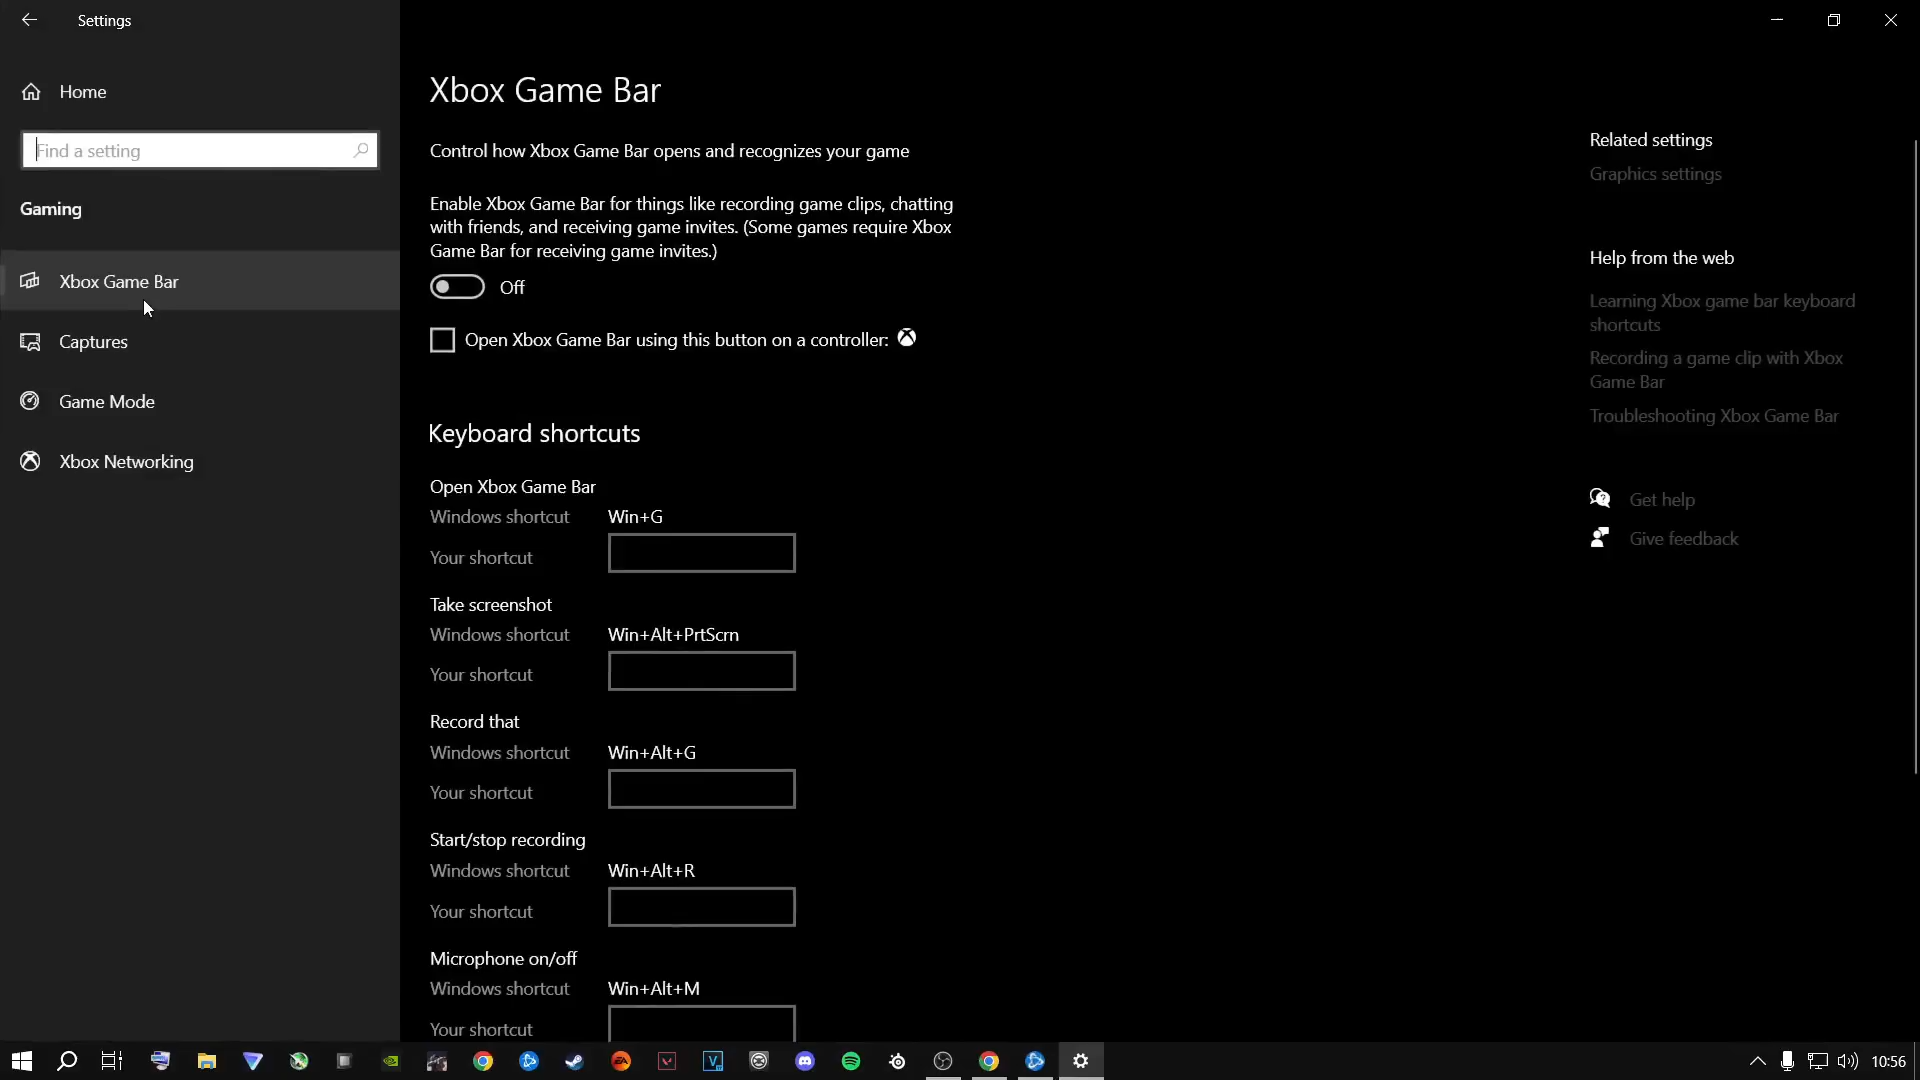 Settings
Home
Find a setting
Gaming
Xbox Game Bar
Captures
Game Mode
Xbox Networking
Xbox Game Bar
Control how Xbox Game Bar opens and recognizes your game
Enable Xbox Game Bar for things like recording game clips, chatting
with friends, and receiving game invites. (Some games require Xbox
Game Bar for receiving game invites.)
Off
Open Xbox Game Bar using this button on a controller:
Keyboard shortcuts
Open Xbox Game Bar
Windows shortcut Win+G
Your shortcut
Take screenshot
Windows shortcut Win+Alt+PrtScrn
Your shortcut
Record that
Windows shortcut Win+Alt+G
Your shortcut
Start/stop recording
Windows shortcut Win+Alt+R
Your shortcut
Microphone on/off
Windows shortcut Win+Alt+M
Your shortcut
Related settings
Graphics settings
Help from the web
Learning Xbox game bar keyboard
shortcuts
Recording a game clip with Xbox
Game Bar
Troubleshooting Xbox Game Bar
Get help
Give feedback
10:56